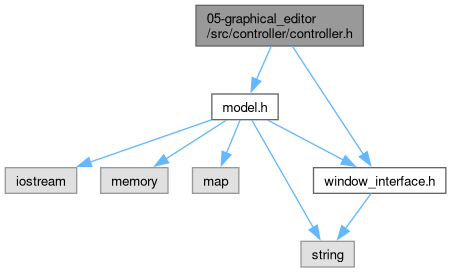 05-graphical_editor
/src/controller/controller.h
model.h
iostream
memory
map
window_interface.h
string